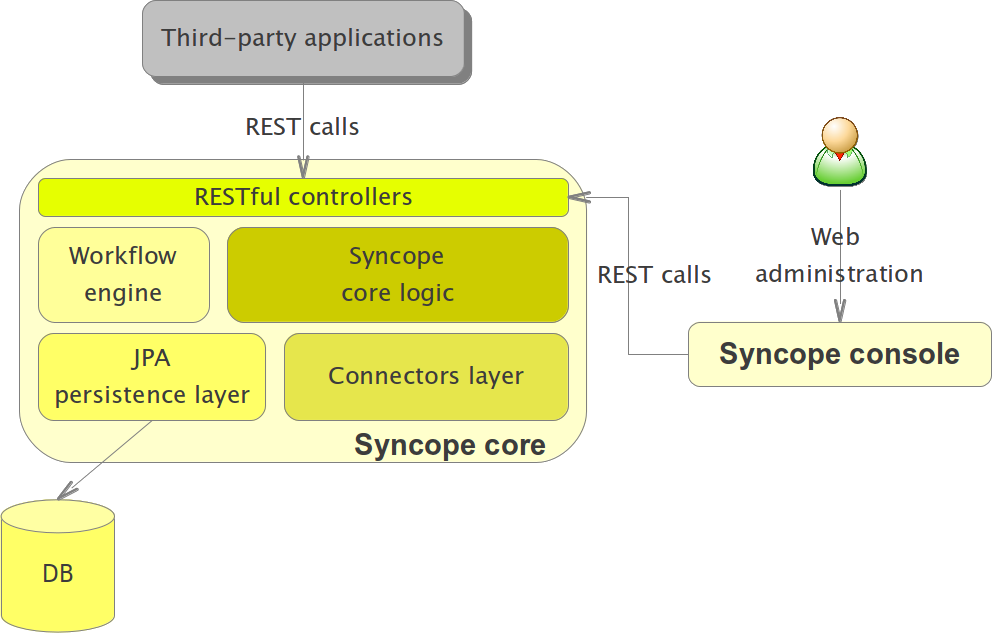 Third-party applications
REST calls
RESTful controllers
Workflow
engine
Syncope
core logic
JPA
persistence layer
Connectors layer
Syncope core
DB
REST calls
Web
administration
Syncope console